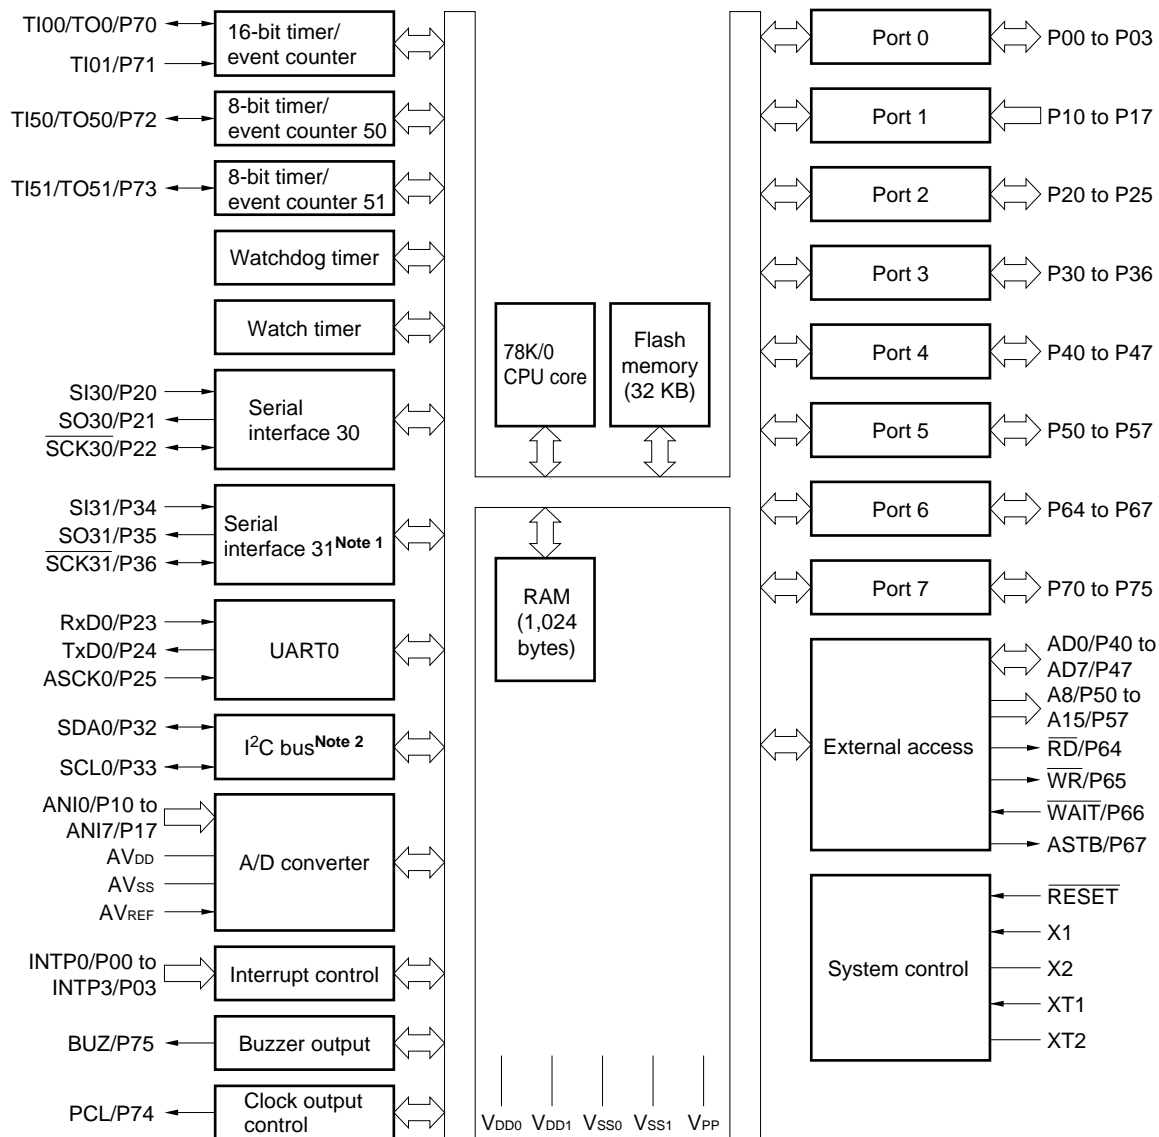 TI00/TO0/P70
TI01/P71
16-bit timer/
event counter
TI50/TO50/P72
8-bit timer/
event counter 50
TI51/TO51/P73
8-bit timer/
event counter 51
Watchdog timer
Watch timer
SI30/P20
SO30/P21
SCK30/P22
Serial
interface 30
SI31/P34
SO31/P35
SCK31/P36
Serial
interface 31Note 1
RxD0/P23
TxD0/P24
ASCK0/P25
UART0
SDA0/P32
SCL0/P33
I2C busNote 2
ANI0/P10 to
ANI7/P17
AVDD
AVSS
AVREF
A/D converter
INTP0/P00 to
INTP3/P03
Interrupt control
BUZ/P75
Buzzer output
PCL/P74
Clock output
control
78K/0
CPU core
Flash
memory
(32 KB)
RAM
(1,024
bytes)
VDD0 VDD1 VSS0 VSS1 VPP
Port 0
P00 to P03
Port 1
P10 to P17
Port 2
P20 to P25
Port 3
P30 to P36
Port 4
P40 to P47
Port 5
P50 to P57
Port 6
P64 to P67
Port 7
P70 to P75
External access
AD0/P40 to
AD7/P47
A8/P50 to
A15/P57
RD/P64
WR/P65
WAIT/P66
ASTB/P67
System control
RESET
X1
X2
XT1
XT2